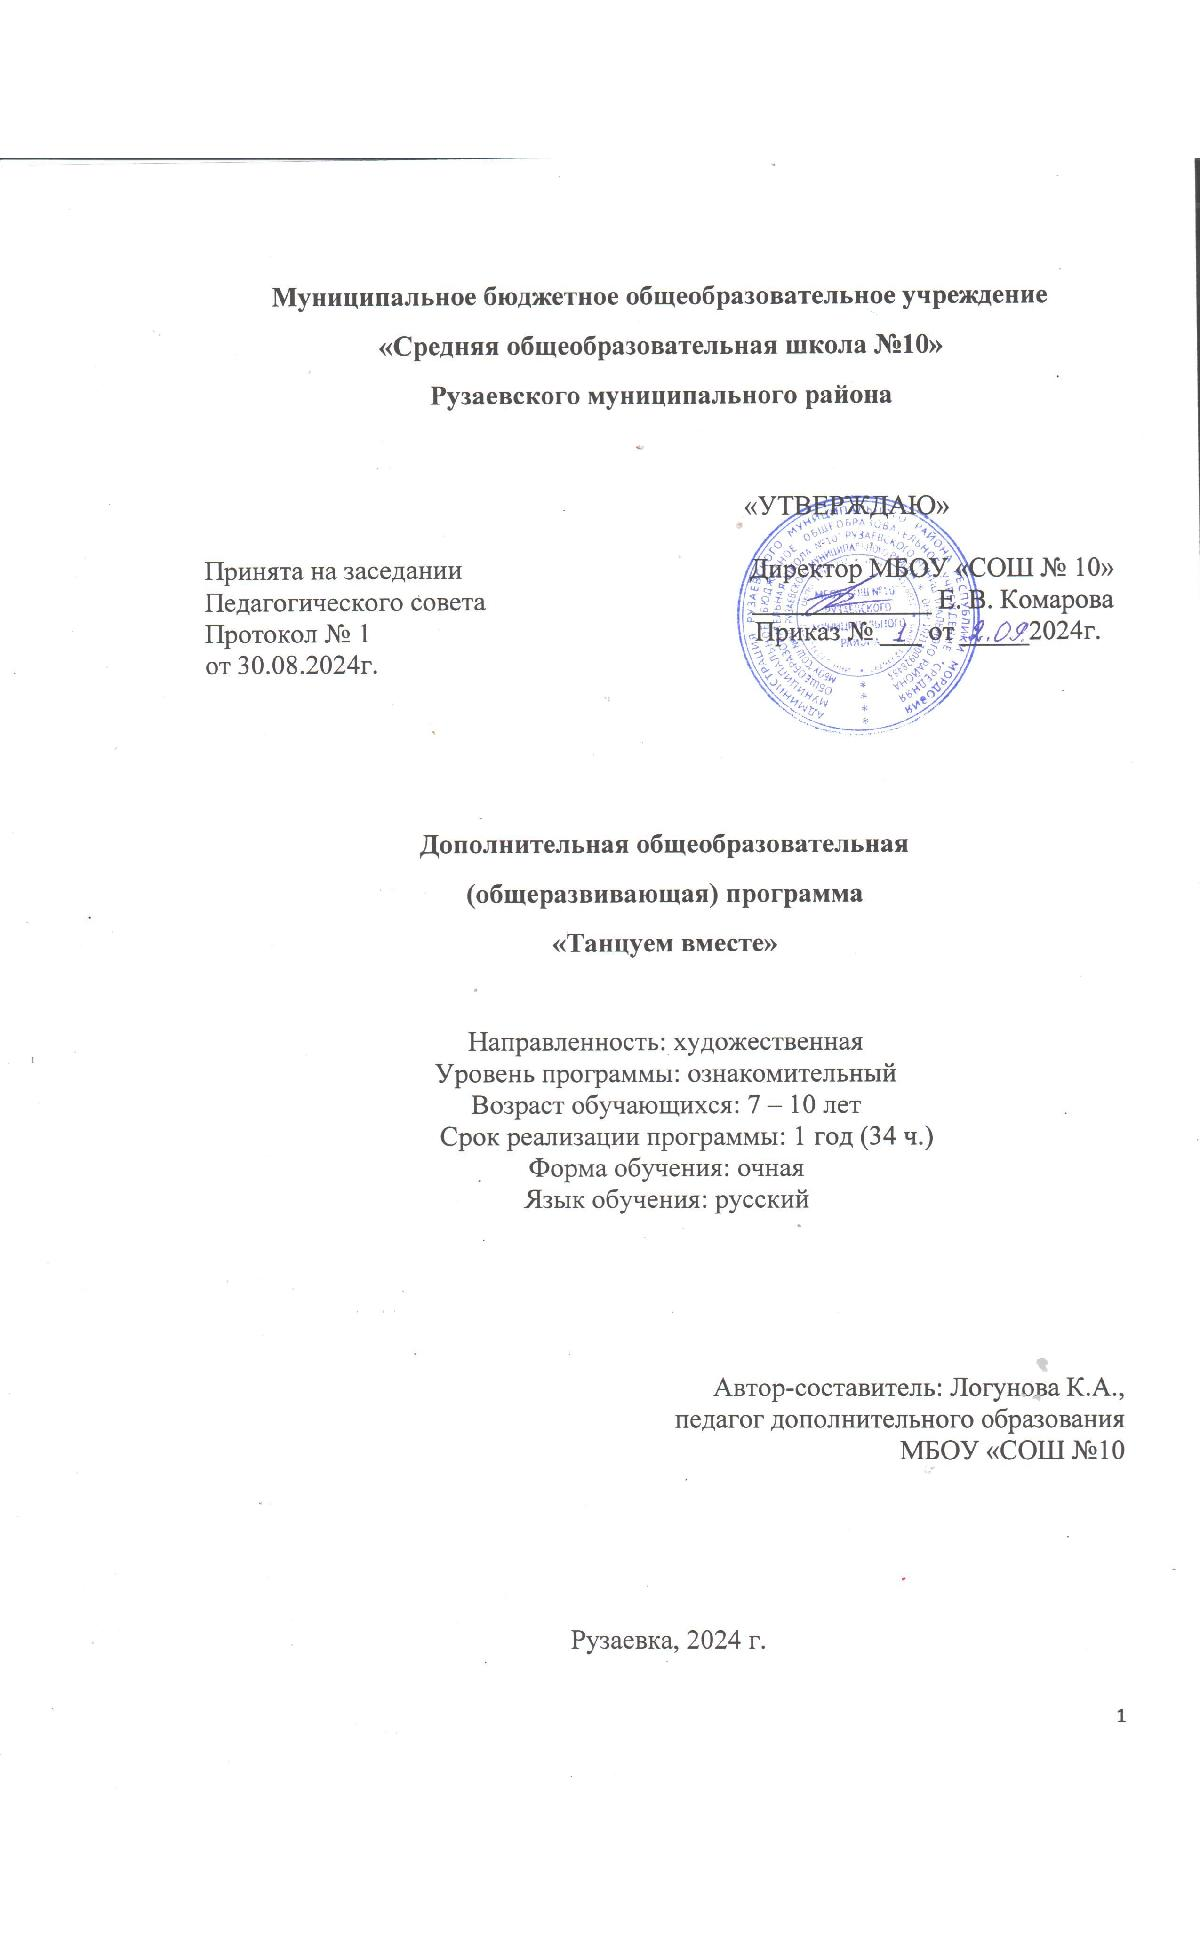 Муниципальное бюджетное общеобразовательное учреждение
«Средняя общеобразовательная школа №10»
Рузаевского муниципального района
«УТВЕРЖДАЮ»
Принята на заседании
Педагогического совета
Протокол № 1
от 30.08.2024г.
Директор МБОУ «СОШ № 10»
Е. В. Комарова
Приказ № 1 от 2.09.2024г.
Дополнительная общеобразовательная
(общеразвивающая) программа
«Танцуем вместе»
Направленность: художественная
Уровень программы: ознакомительный
Возраст обучающихся: 7 – 10 лет
Срок реализации программы: 1 год (34 ч.)
Форма обучения: очная
Язык обучения: русский
Автор-составитель: Логунова К.А.,
педагог дополнительного образования
МБОУ «СОШ №10
Рузаевка, 2024 г.
1